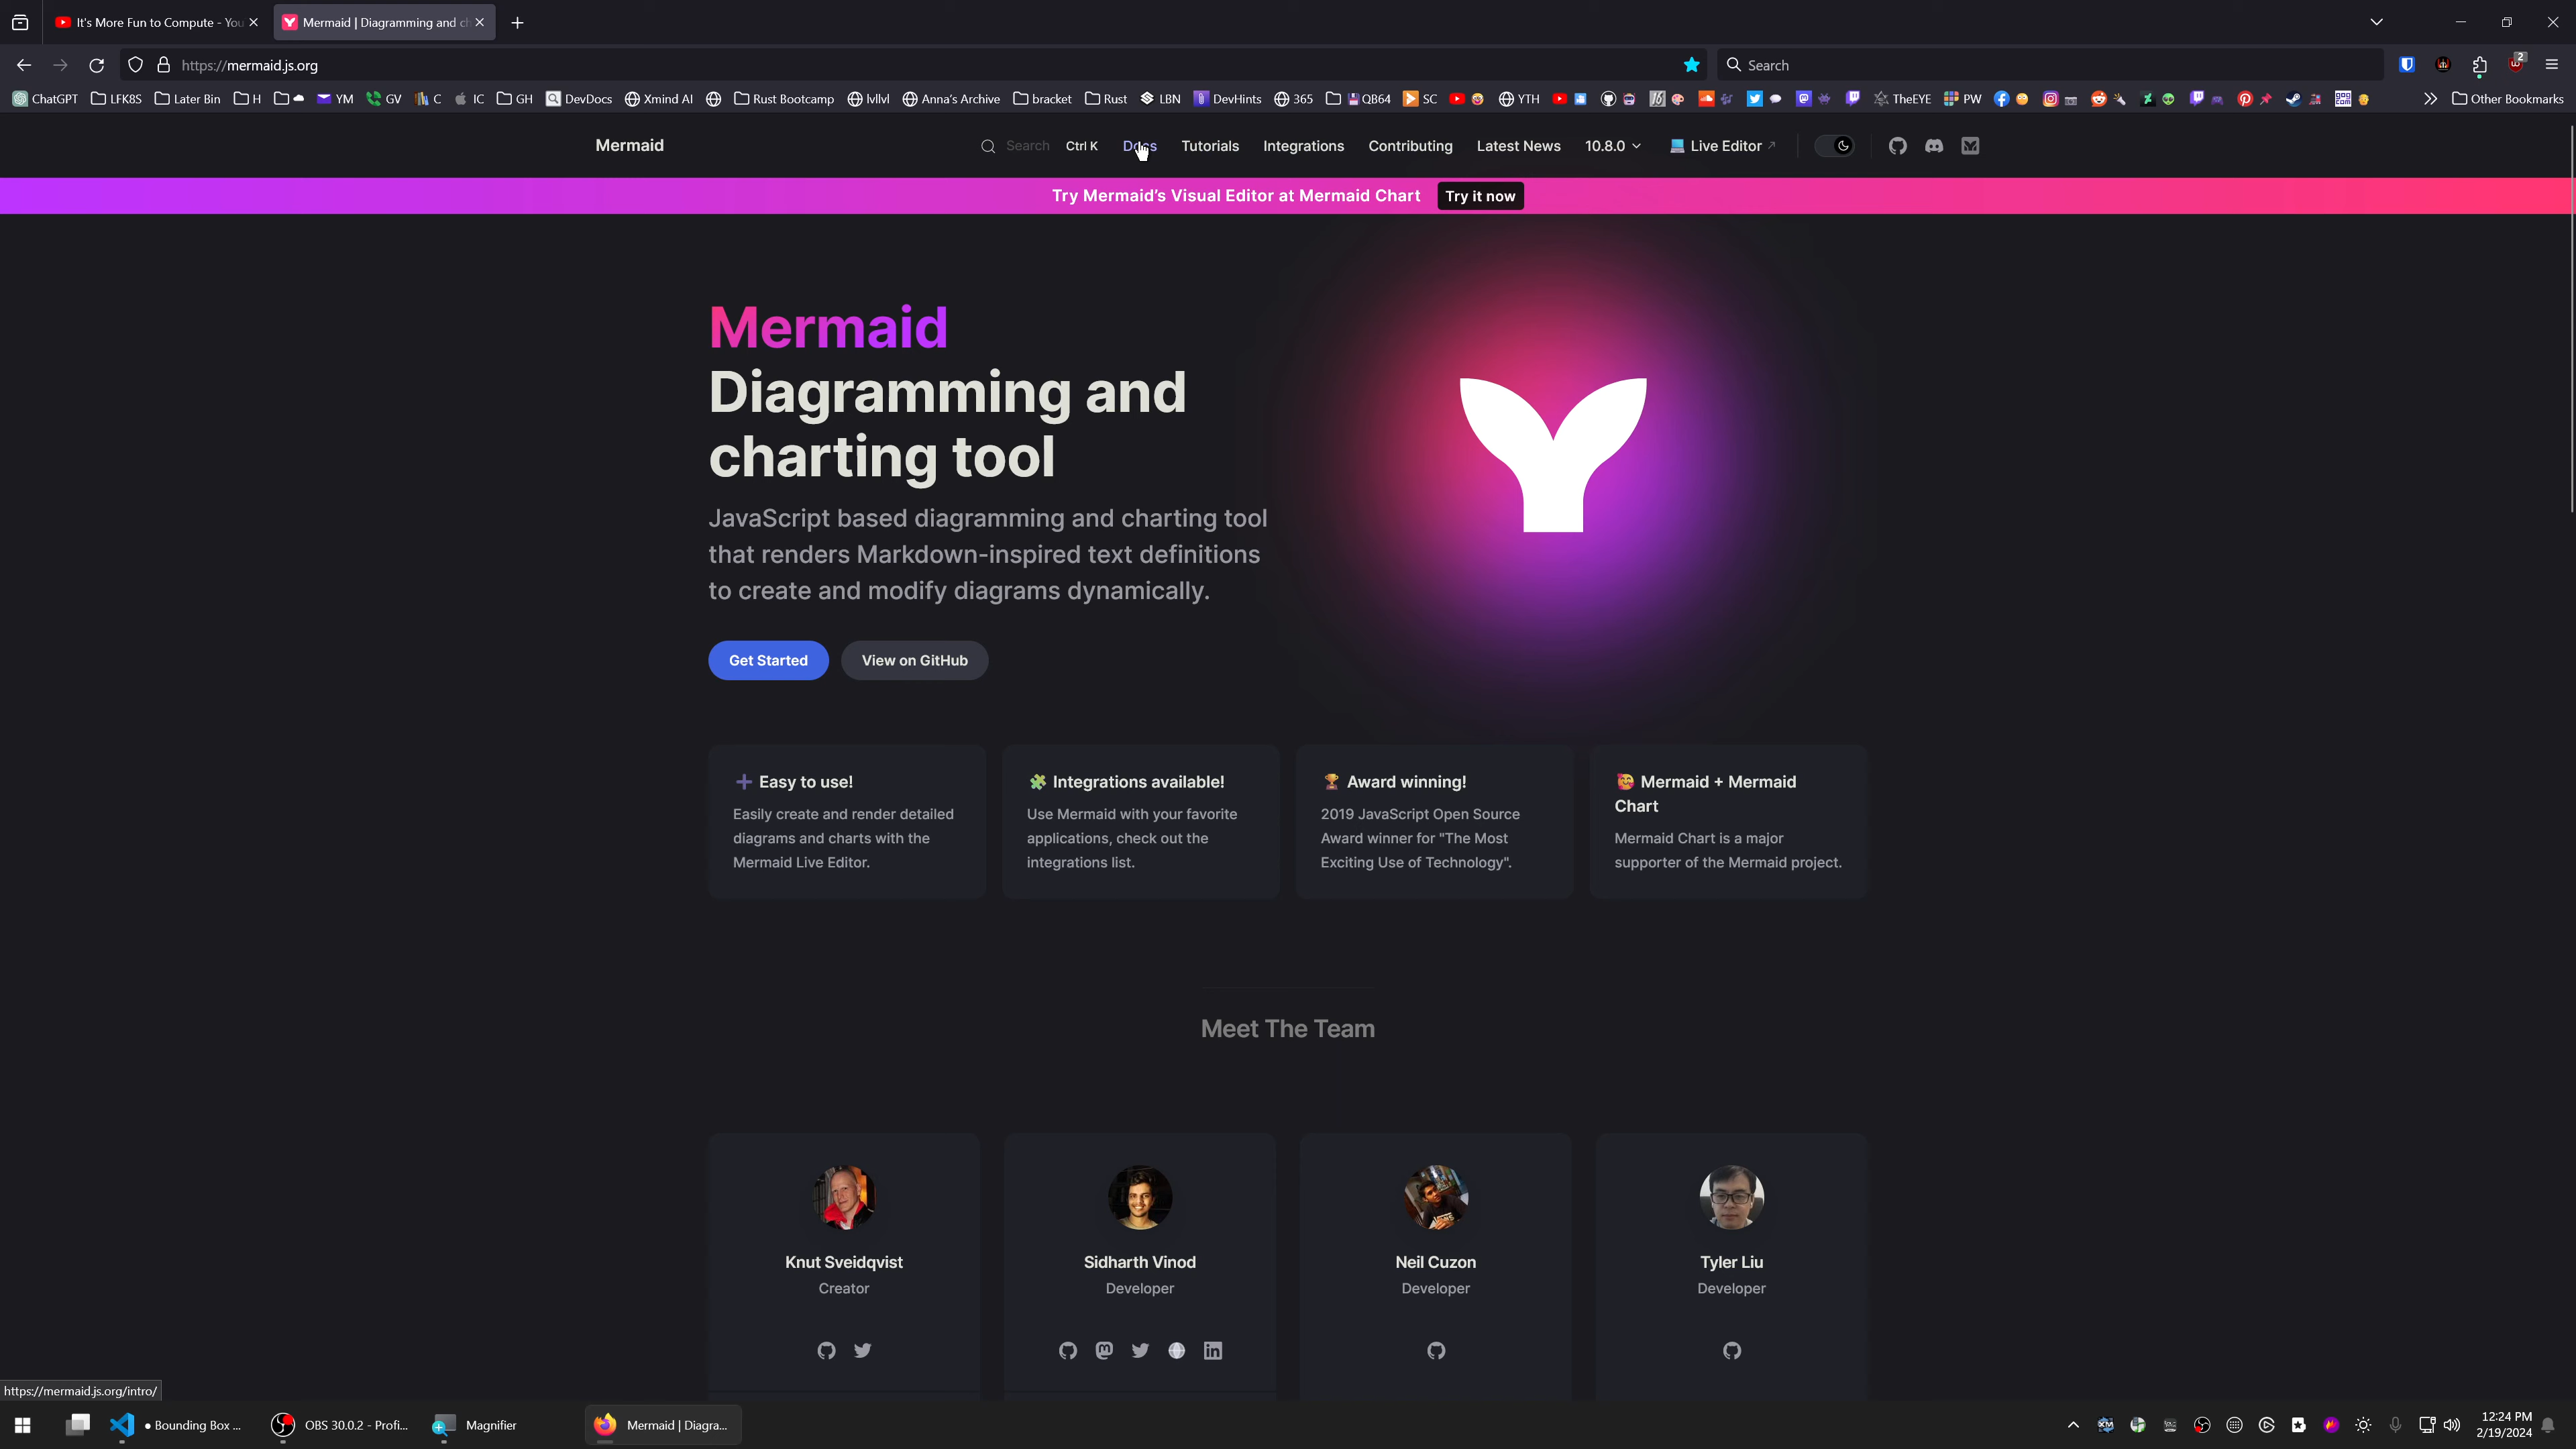 It's More Fun to Compute - You
Mermaid | Diagramming and ch
https://mermaid.js.org
Search
ChatGPT LFK8S Later Bin H YM GV C IC GH DevDocs Xmind AI Rust Bootcamp lvllvl Anna's Archive bracket Rust LBN DevHints 365 QB64 SC YTH TheEYE PW Other Bookmarks
Mermaid
Search Ctrl K Docs Tutorials Integrations Contributing Latest News 10.8.0 Live Editor
Try Mermaid's Visual Editor at Mermaid Chart Try it now
Mermaid
Diagramming and
charting tool
JavaScript based diagramming and charting tool
that renders Markdown-inspired text definitions
to create and modify diagrams dynamically.
Get Started View on GitHub
Easy to use!
Easily create and render detailed
diagrams and charts with the
Mermaid Live Editor.
Integrations available!
Use Mermaid with your favorite
applications, check out the
integrations list.
Award winning!
2019 JavaScript Open Source
Award winner for "The Most
Exciting Use of Technology".
Mermaid + Mermaid
Chart
Mermaid Chart is a major
supporter of the Mermaid project.
Meet The Team
Knut Sveidqvist
Creator
Sidharth Vinod
Developer
Neil Cuzon
Developer
Tyler Liu
Developer
https://mermaid.js.org/intro/
● Bounding Box ...
OBS 30.0.2 - Profi...
Magnifier
Mermaid | Diagra...
12:24 PM
2/19/2024